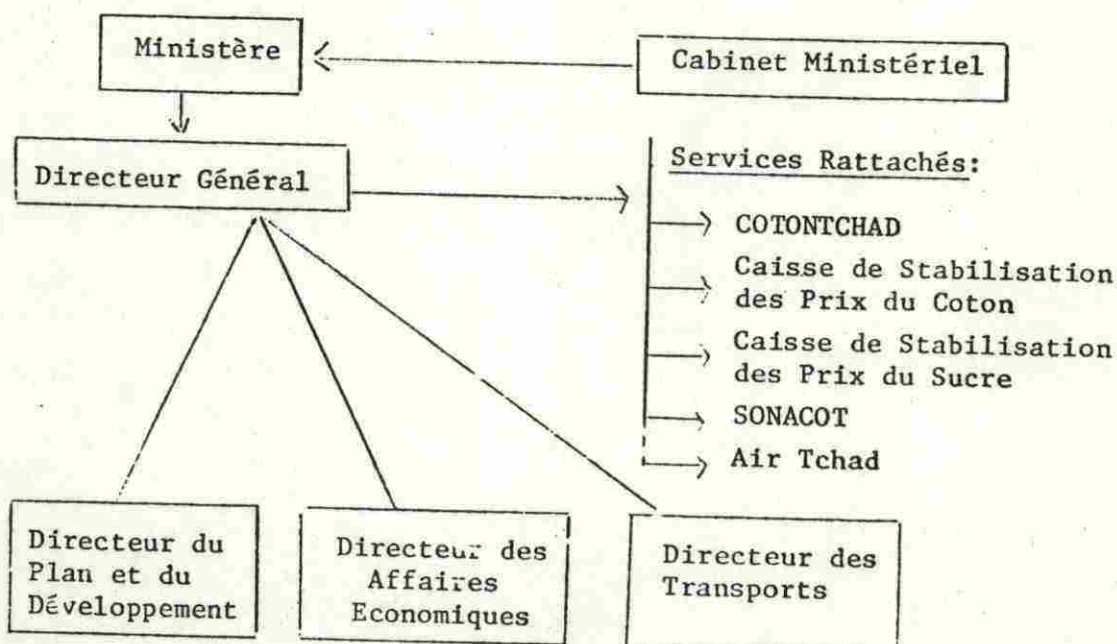 Ministère
Cabinet Ministériel
Directeur Général
Services Rattachés:
COTONTCHAD
Caisse de Stabilisation
des Prix du Coton
Caisse de Stabilisation
des Prix du Sucre
SONACOT
Air Tchad
Directeur du
Plan et du
Développement
Directeur des
Affaires
Economiques
Directeur des
Transports